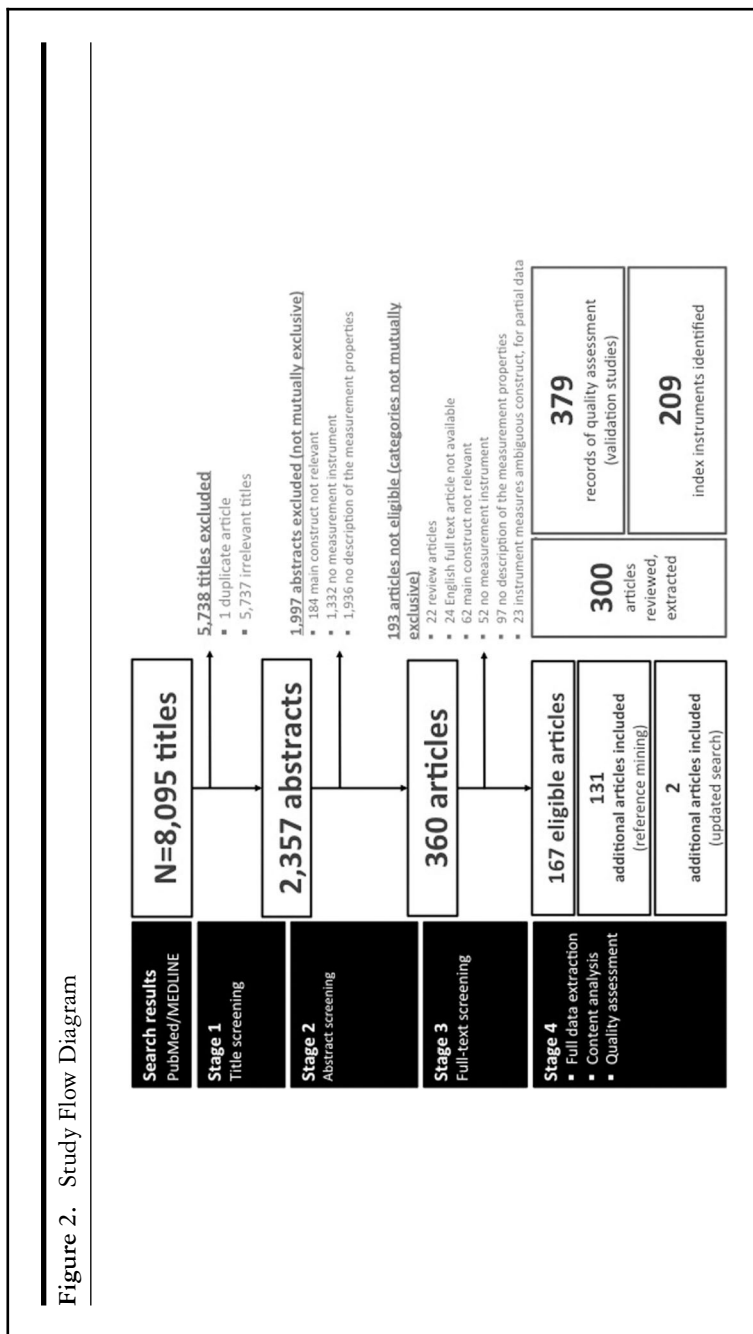 Figure 2. Study Flow Diagram
Search results
PubMed/MEDLINE
N=8,095 titles
5,738 titles excluded
▪ 1 duplicate article
▪ 5,737 irrelevant titles
Stage 1
Title screening
2,357 abstracts
1,997 abstracts excluded (not mutually exclusive)
▪ 184 main construct not relevant
▪ 1,332 no measurement instrument
▪ 1,936 no description of the measurement properties
Stage 2
Abstract screening
360 articles
193 articles not eligible (categories not mutually
exclusive)
▪ 22 review articles
▪ 24 English full text article not available
▪ 62 main construct not relevant
▪ 52 no measurement instrument
▪ 97 no description of the measurement properties
▪ 23 instrument measures ambiguous construct, for partial data
Stage 3
Full-text screening
Stage 4
▪ Full data extraction
▪ Content analysis
▪ Quality assessment
167 eligible articles
131
additional articles included
(reference mining)
2
additional articles included
(updated search)
300
articles
reviewed,
extracted
379
records of quality assessment
(validation studies)
209
index instruments identified